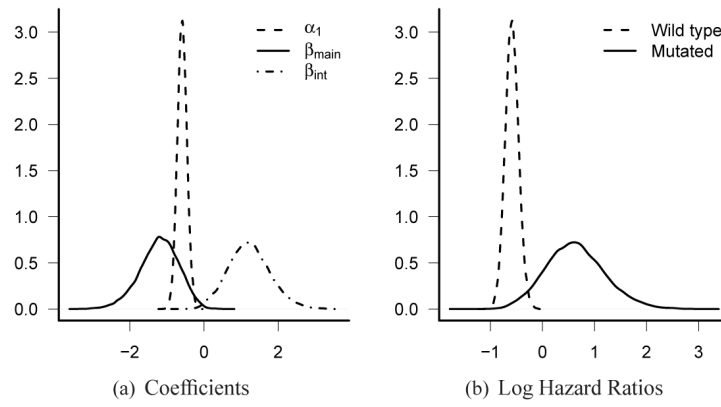 3.0
2.5
2.0
1.5
1.0
0.5
0.0
−2 0 2
α1
βmain
βint
(a) Coefficients
3.0
2.5
2.0
1.5
1.0
0.5
0.0
−1 0 1 2 3
Wild type
Mutated
(b) Log Hazard Ratios